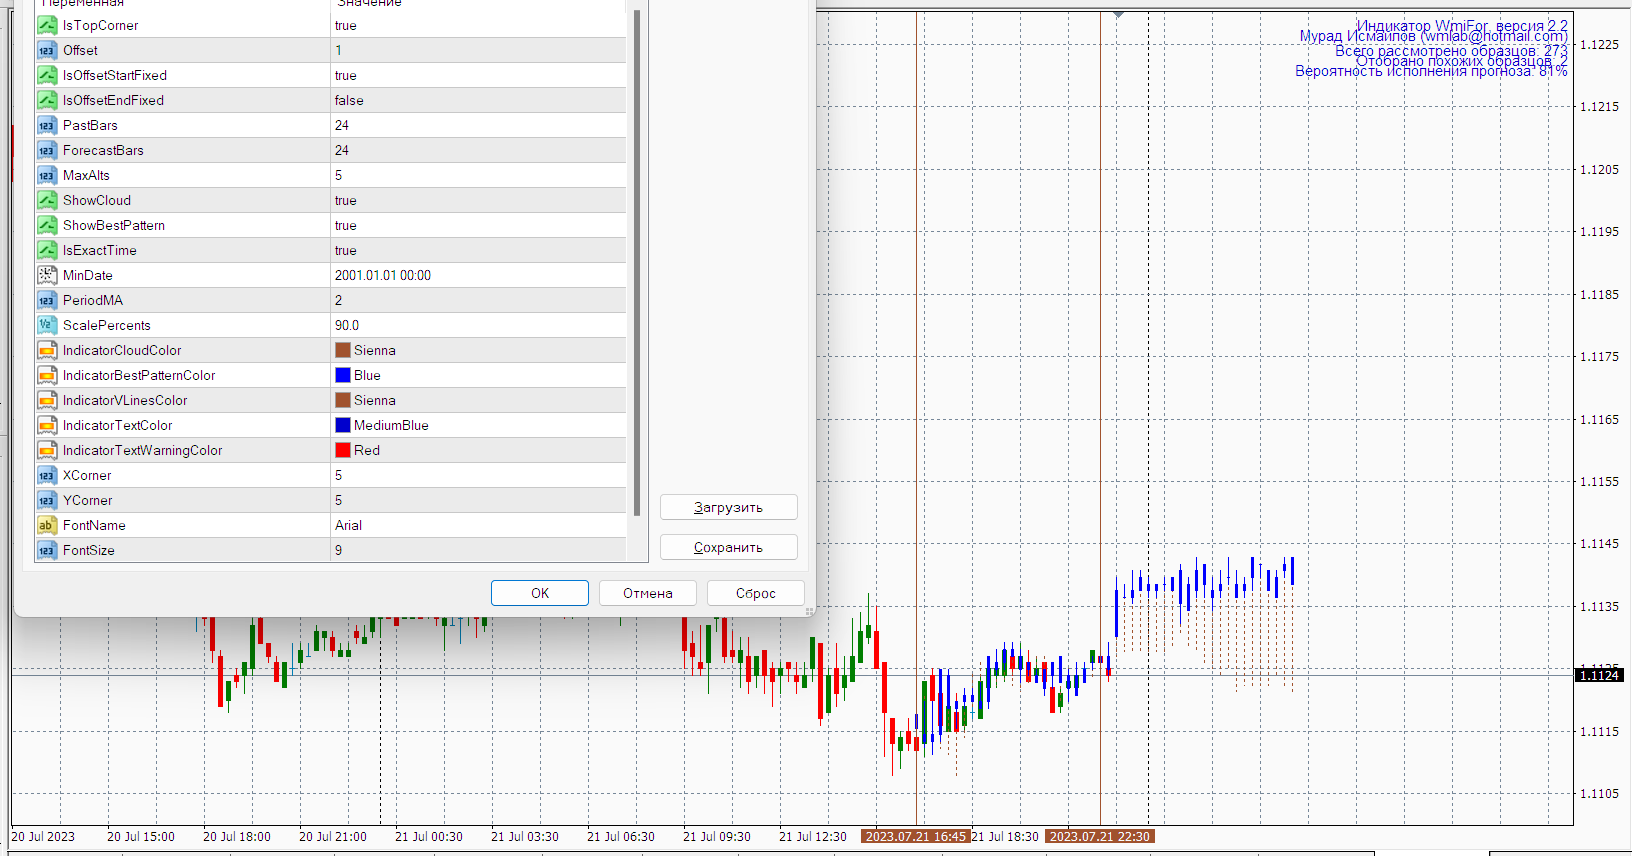 Переменная Значение
IsTopCorner true
Offset 1
IsOffsetStartFixed true
IsOffsetEndFixed false
PastBars 24
ForecastBars 24
MaxAlts 5
ShowCloud true
ShowBestPattern true
IsExactTime true
MinDate 2001.01.01 00:00
PeriodMA 2
ScalePercents 90.0
IndicatorCloudColor Sienna
IndicatorBestPatternColor Blue
IndicatorVLinesColor Sienna
IndicatorTextColor MediumBlue
IndicatorTextWarningColor Red
XCorner 5
YCorner 5
FontName Arial
FontSize 9
Загрузить
Сохранить
OK Отмена Сброс
Индикатор WmiFor, версия 2.2
Мурад Исмайлов (wmlab@hotmail.com)
Всего рассмотрено образцов: 273
Отобрано похожих образцов: 2
Вероятность исполения прогноза: 81%
1.1225
1.1215
1.1205
1.1195
1.1185
1.1175
1.1165
1.1155
1.1145
1.1135
1.1125
1.1124
1.1115
1.1105
20 Jul 2023 20 Jul 15:00 20 Jul 18:00 20 Jul 21:00 21 Jul 00:30 21 Jul 03:30 21 Jul 06:30 21 Jul 09:30 21 Jul 12:30 2023.07.21 16:45 21 Jul 18:30 2023.07.21 22:30